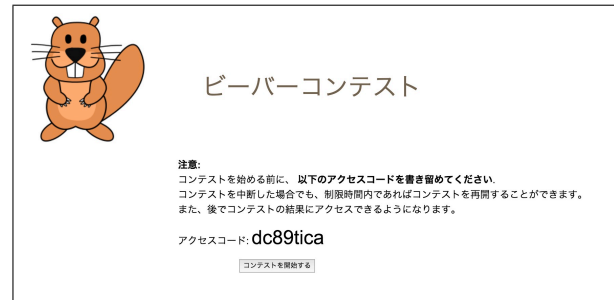 ビーバーコンテスト
注意:
コンテストを始める前に、 以下のアクセスコードを書き留めてください.
コンテストを中断した場合でも、制限時間内であればコンテストを再開することができます。
また、後でコンテストの結果にアクセスできるようになります。
アクセスコード: dc89tica
コンテストを開始する